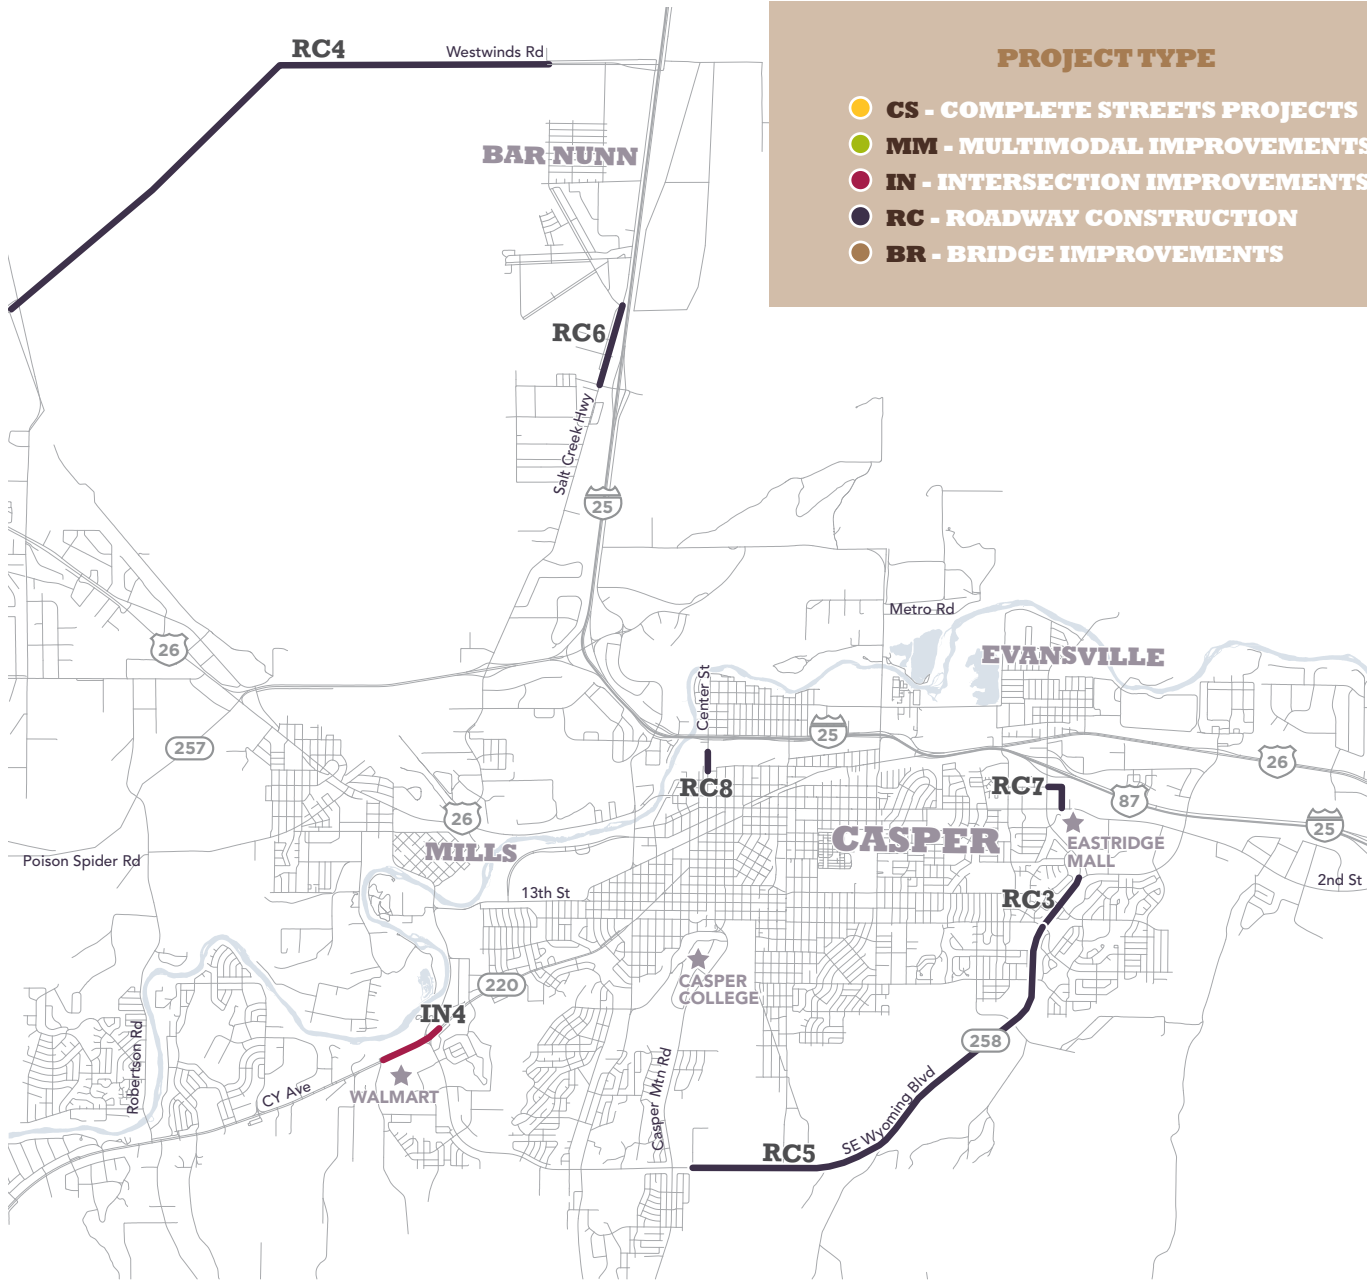 RC4
Westwinds Rd
PROJECT TYPE
CS - COMPLETE STREETS PROJECTS
MM - MULTIMODAL IMPROVEMENTS
IN - INTERSECTION IMPROVEMENTS
RC - ROADWAY CONSTRUCTION
BR - BRIDGE IMPROVEMENTS
BAR NUNN
RC6
Salt Creek Hwy
25
Metro Rd
26
EVANSVILLE
Center St
257
25
26
RC8
RC7
87
26
25
CASPER
MILLS
EASTRIDGE
MALL
Poison Spider Rd
13th St
2nd St
RC3
CASPER
COLLEGE
220
IN4
258
Robertson Rd
CY Ave
WALMART
Casper Mtn Rd
SE Wyoming Blvd
RC5